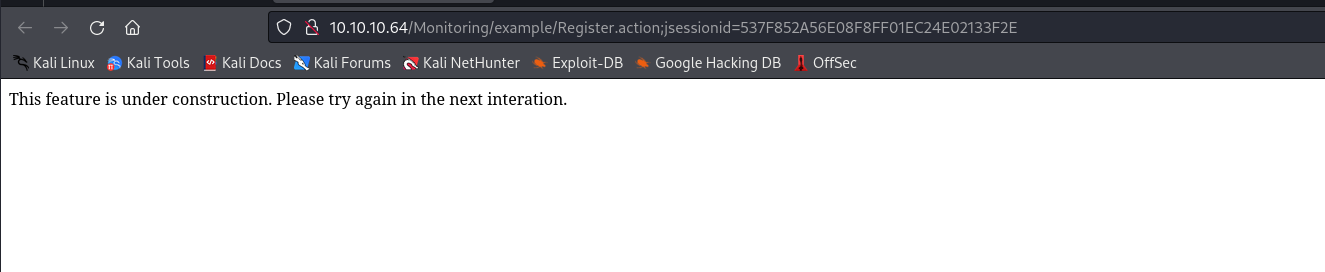 10.10.10.64/Monitoring/example/Register.action;jsessionid=537F852A56E08F8FF01EC24E02133F2E
Kali Linux Kali Tools Kali Docs Kali Forums Kali NetHunter Exploit-DB Google Hacking DB OffSec
This feature is under construction. Please try again in the next interation.